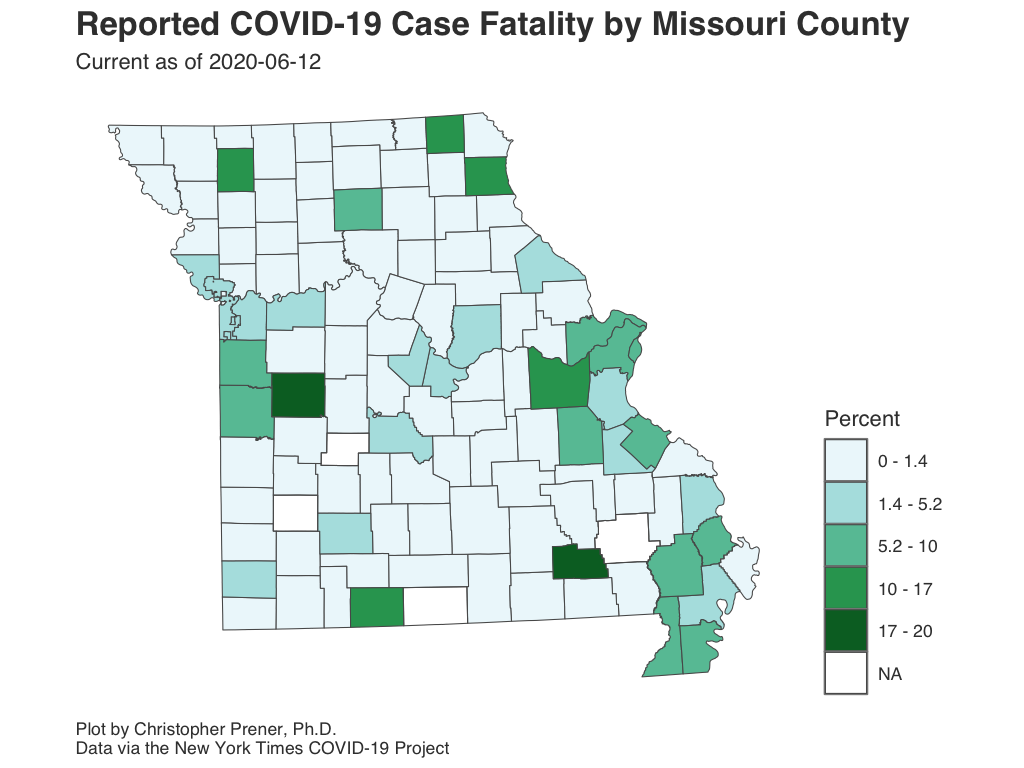 Reported COVID-19 Case Fatality by Missouri County
Current as of 2020-06-12
Percent
0 - 1.4
1.4 - 5.2
5.2 - 10
10 - 17
17 - 20
NA
Plot by Christopher Prener, Ph.D.
Data via the New York Times COVID-19 Project